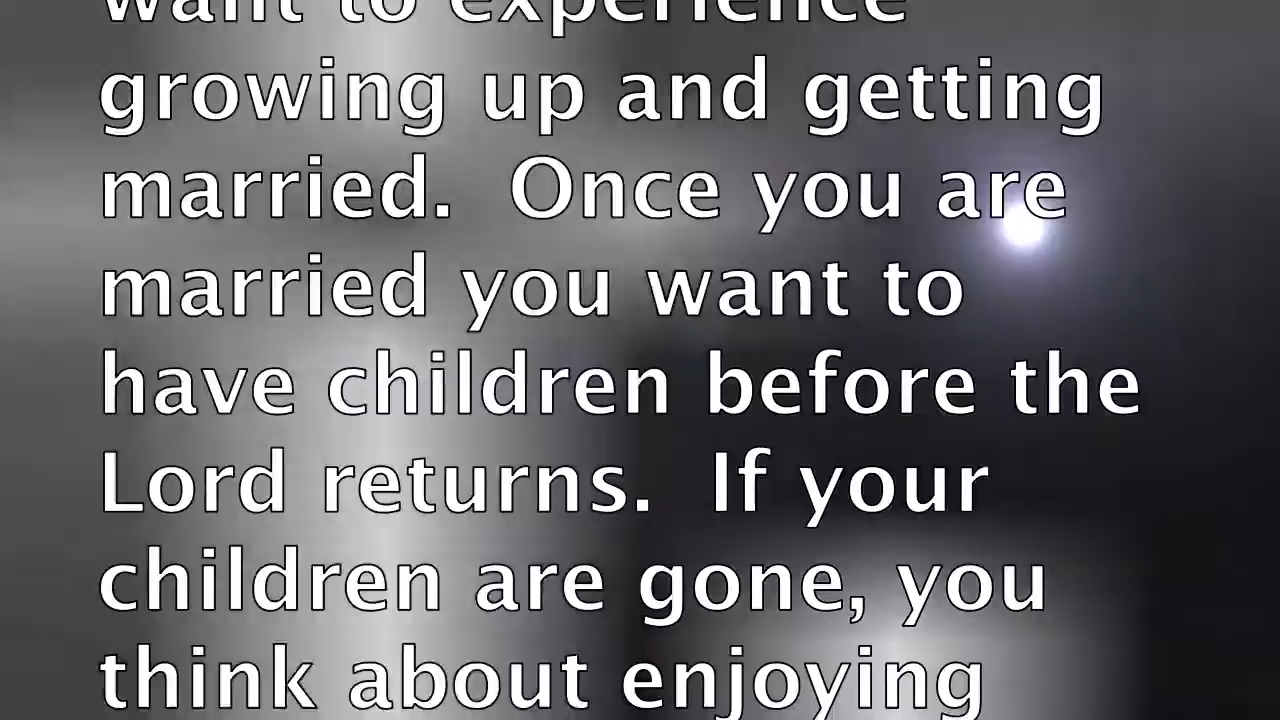 want to experience
growing up and getting
married.  Once you are
married you want to
have children before the
Lord returns.  If your
children are gone, you
think about enjoying